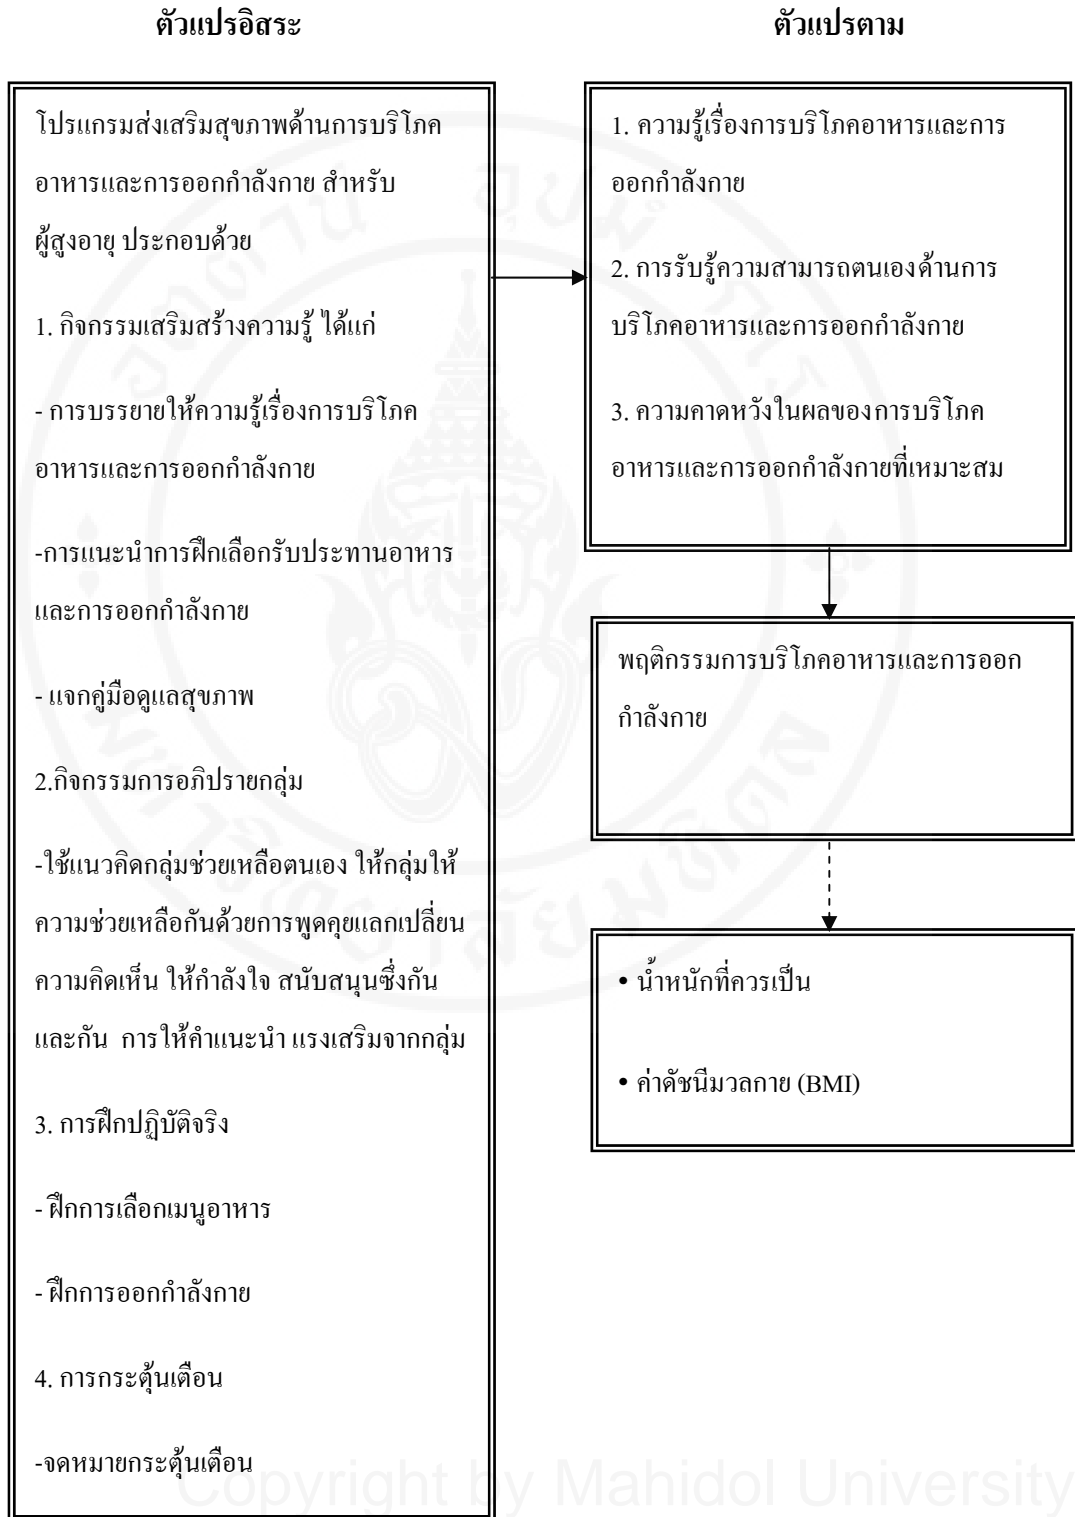 ตัวแปรอิสระ
ตัวแปรตาม
โปรแกรมส่งเสริมสุขภาพด้านการบริโภค
อาหารและการออกกำลังกาย สำหรับ
ผู้สูงอายุ ประกอบด้วย
1. กิจกรรมเสริมสร้างความรู้ ได้แก่
- การบรรยายให้ความรู้เรื่องการบริโภค
อาหารและการออกกำลังกาย
-การแนะนำการฝึกเลือกรับประทานอาหาร
และการออกกำลังกาย
- แจกคู่มือดูแลสุขภาพ
2.กิจกรรมการอภิปรายกลุ่ม
-ใช้แนวคิดกลุ่มช่วยเหลือตนเอง ให้กลุ่มให้
ความช่วยเหลือกันด้วยการพูดคุยแลกเปลี่ยน
ความคิดเห็น ให้กำลังใจ สนับสนุนซึ่งกัน
และกัน การให้คำแนะนำ แรงเสริมจากกลุ่ม
3. การฝึกปฏิบัติจริง
- ฝึกการเลือกเมนูอาหาร
- ฝึกการออกกำลังกาย
4. การกระตุ้นเตือน
-จดหมายกระตุ้นเตือน
1. ความรู้เรื่องการบริโภคอาหารและการ
ออกกำลังกาย
2. การรับรู้ความสามารถตนเองด้านการ
บริโภคอาหารและการออกกำลังกาย
3. ความคาดหวังในผลของการบริโภค
อาหารและการออกกำลังกายที่เหมาะสม
พฤติกรรมการบริโภคอาหารและการออก
กำลังกาย
• น้ำหนักที่ควรเป็น
• ค่าดัชนีมวลกาย (BMI)
อตฺตานํ อุปมํ กเร
มหาวิทยาลัยมหิดล
Copyright by Mahidol University